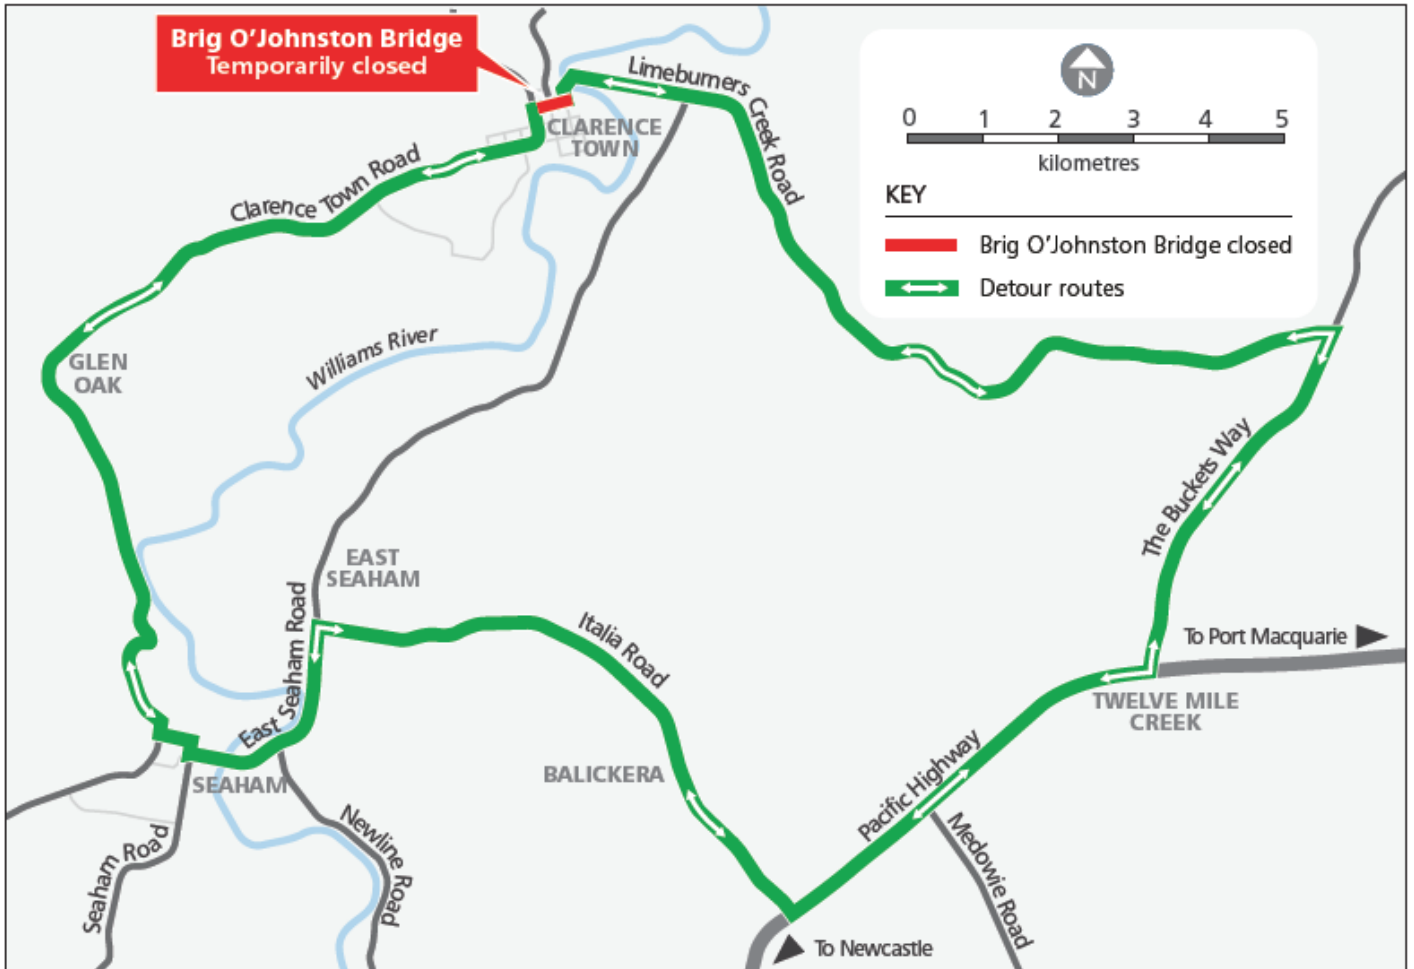 Brig O'Johnston Bridge
Temporarily closed
Limeburners Creek Road
N
0 1 2 3 4 5
kilometres
KEY
Brig O'Johnston Bridge closed
Detour routes
CLARENCE
TOWN
Clarence Town Road
GLEN
OAK
Williams River
The Buckets Way
EAST
SEAHAM
East Seaham Road
Italia Road
To Port Macquarie
TWELVE MILE
CREEK
SEAHAM
BALICKERA
Pacific Highway
Seaham Road
Newline Road
Medowie Road
To Newcastle